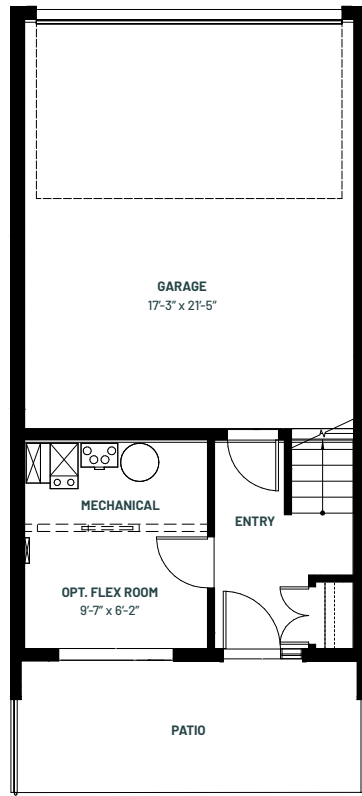 GARAGE
17'-3" x 21'-5"
MECHANICAL
ENTRY
OPT. FLEX ROOM
9'-7" x 6'-2"
PATIO